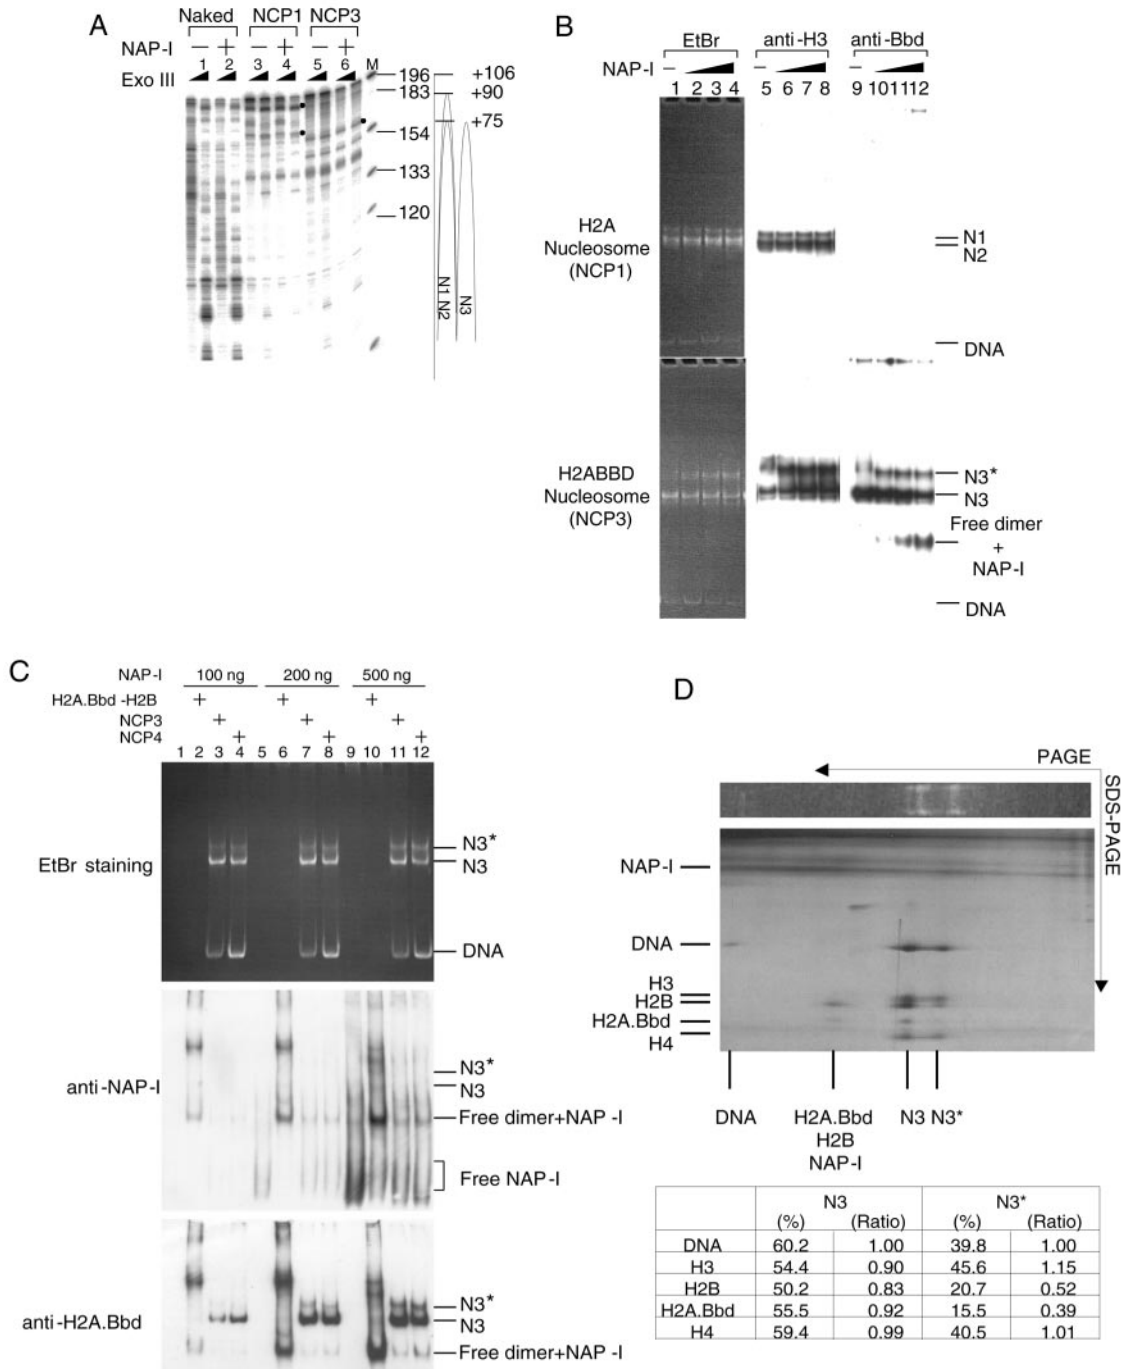 A
Naked NCP1 NCP3
NAP-I − + − + − +
1 2 3 4 5 6 M
Exo III
196 +106
183 +90
+75
154
133
120
N1 N2 N3
B
EtBr anti-H3 anti-Bbd
NAP-I − − −
1 2 3 4 5 6 7 8 9 10 11 12
H2A
Nucleosome
(NCP1)
N1
N2
DNA
H2ABBD
Nucleosome
(NCP3)
N3*
N3
Free dimer
+
NAP-I
DNA
C
NAP-I 100 ng 200 ng 500 ng
H2A.Bbd -H2B + + +
NCP3 + + +
NCP4 + + +
1 2 3 4 5 6 7 8 9 10 11 12
EtBr staining
N3*
N3
DNA
anti-NAP-I
N3*
N3
Free dimer+NAP -I
Free NAP-I
anti-H2A.Bbd
N3*
N3
Free dimer+NAP -I
D
PAGE
SDS-PAGE
NAP-I
DNA
H3
H2B
H2A.Bbd
H4
DNA H2A.Bbd N3 N3*
H2B
NAP-I
N3 N3*
(%) (Ratio) (%) (Ratio)
DNA 60.2 1.00 39.8 1.00
H3 54.4 0.90 45.6 1.15
H2B 50.2 0.83 20.7 0.52
H2A.Bbd 55.5 0.92 15.5 0.39
H4 59.4 0.99 40.5 1.01